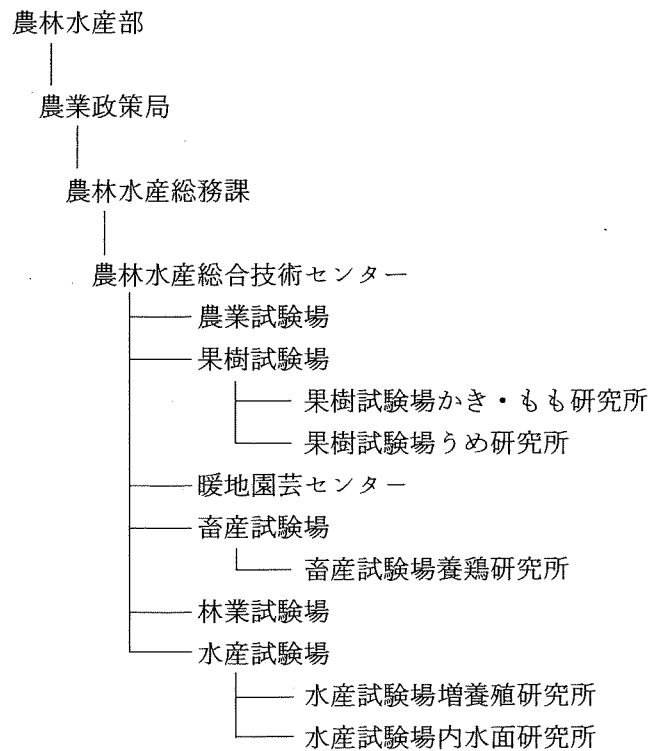 農林水産部
農業政策局
農林水産総務課
農林水産総合技術センター
農業試験場
果樹試験場
果樹試験場かき・もも研究所
果樹試験場うめ研究所
暖地園芸センター
畜産試験場
畜産試験場養鶏研究所
林業試験場
水産試験場
水産試験場増養殖研究所
水産試験場内水面研究所